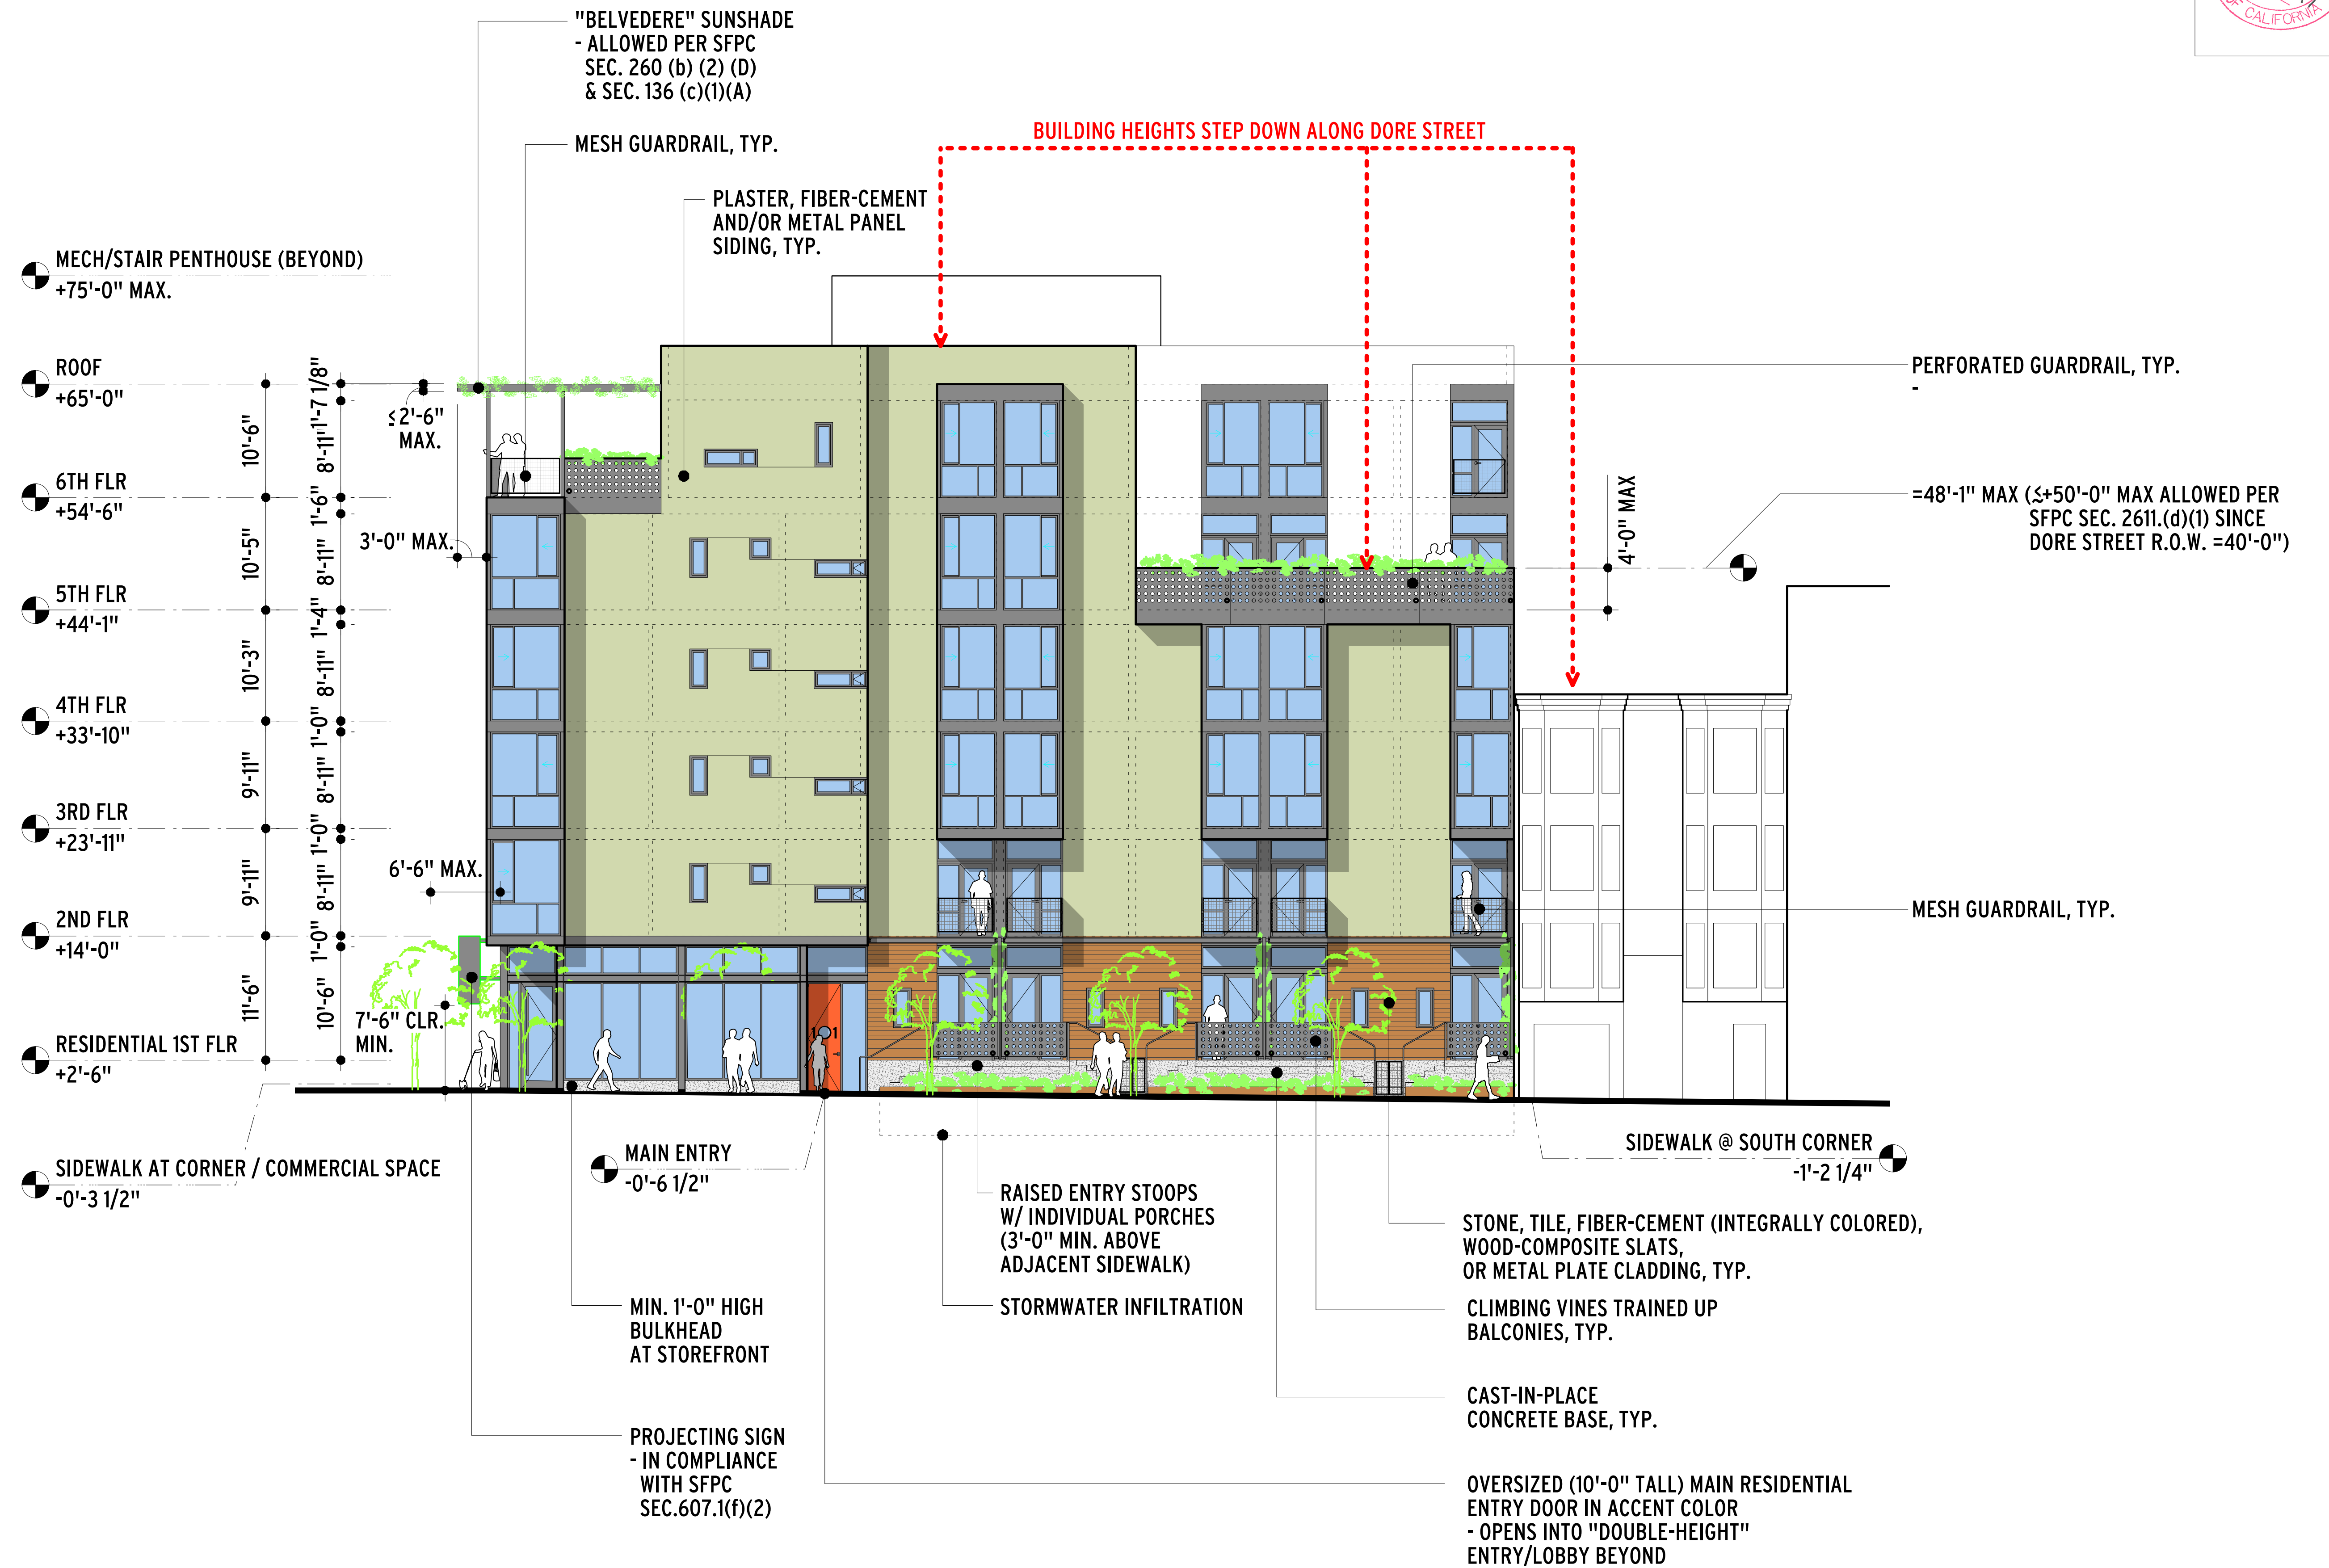 OF CALIFORNIA
"BELVEDERE" SUNSHADE
- ALLOWED PER SFPC
SEC. 260 (b) (2) (D)
& SEC. 136 (c)(1)(A)
MESH GUARDRAIL, TYP.
BUILDING HEIGHTS STEP DOWN ALONG DORE STREET
PLASTER, FIBER-CEMENT
AND/OR METAL PANEL
SIDING, TYP.
MECH/STAIR PENTHOUSE (BEYOND)
+75'-0" MAX.
ROOF
+65'-0"
6TH FLR
+54'-6"
5TH FLR
+44'-1"
4TH FLR
+33'-10"
3RD FLR
+23'-11"
2ND FLR
+14'-0"
RESIDENTIAL 1ST FLR
+2'-6"
SIDEWALK AT CORNER / COMMERCIAL SPACE
-0'-3 1/2"
10'-6"
10'-5"
10'-3"
9'-11"
9'-11"
11'-6"
1'-7 1/8"
8'-11"
1'-6"
8'-11"
1'-4"
8'-11"
1'-0"
8'-11"
1'-0"
8'-11"
1'-0"
10'-6"
≤2'-6"
MAX.
3'-0" MAX.
6'-6" MAX.
7'-6" CLR.
MIN.
PERFORATED GUARDRAIL, TYP.
-
4'-0" MAX
=48'-1" MAX (≤+50'-0" MAX ALLOWED PER
SFPC SEC. 2611.(d)(1) SINCE
DORE STREET R.O.W. =40'-0")
MESH GUARDRAIL, TYP.
MAIN ENTRY
-0'-6 1/2"
SIDEWALK @ SOUTH CORNER
-1'-2 1/4"
RAISED ENTRY STOOPS
W/ INDIVIDUAL PORCHES
(3'-0" MIN. ABOVE
ADJACENT SIDEWALK)
STORMWATER INFILTRATION
MIN. 1'-0" HIGH
BULKHEAD
AT STOREFRONT
PROJECTING SIGN
- IN COMPLIANCE
WITH SFPC
SEC.607.1(f)(2)
STONE, TILE, FIBER-CEMENT (INTEGRALLY COLORED),
WOOD-COMPOSITE SLATS,
OR METAL PLATE CLADDING, TYP.
CLIMBING VINES TRAINED UP
BALCONIES, TYP.
CAST-IN-PLACE
CONCRETE BASE, TYP.
OVERSIZED (10'-0" TALL) MAIN RESIDENTIAL
ENTRY DOOR IN ACCENT COLOR
- OPENS INTO "DOUBLE-HEIGHT"
ENTRY/LOBBY BEYOND